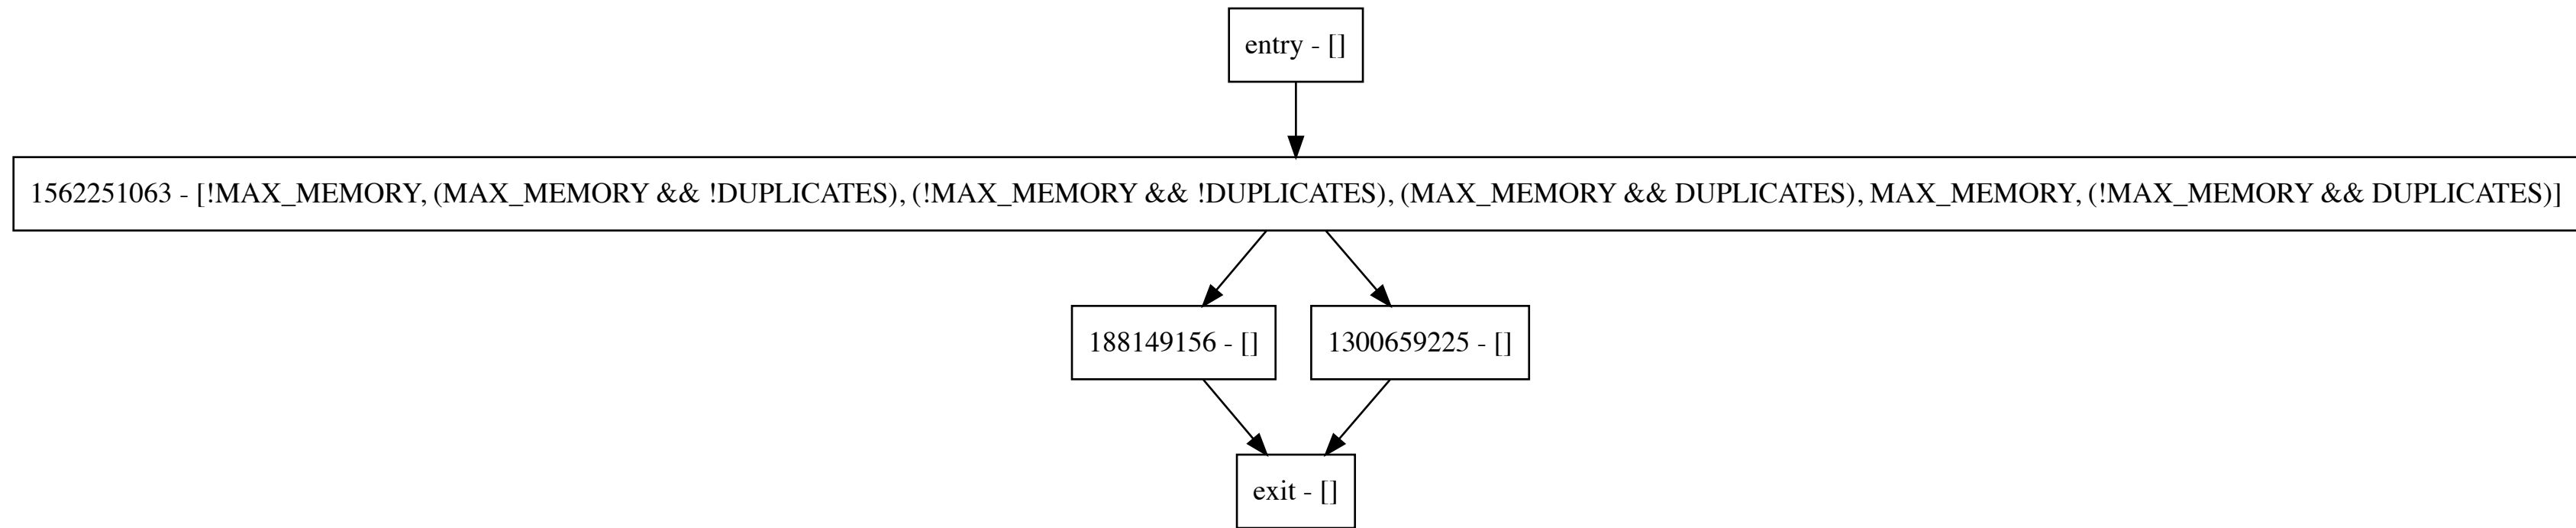 entry - []
1562251063 - [!MAX_MEMORY, (MAX_MEMORY && !DUPLICATES), (!MAX_MEMORY && !DUPLICATES), (MAX_MEMORY && DUPLICATES), MAX_MEMORY, (!MAX_MEMORY && DUPLICATES)]
188149156 - []
1300659225 - []
exit - []